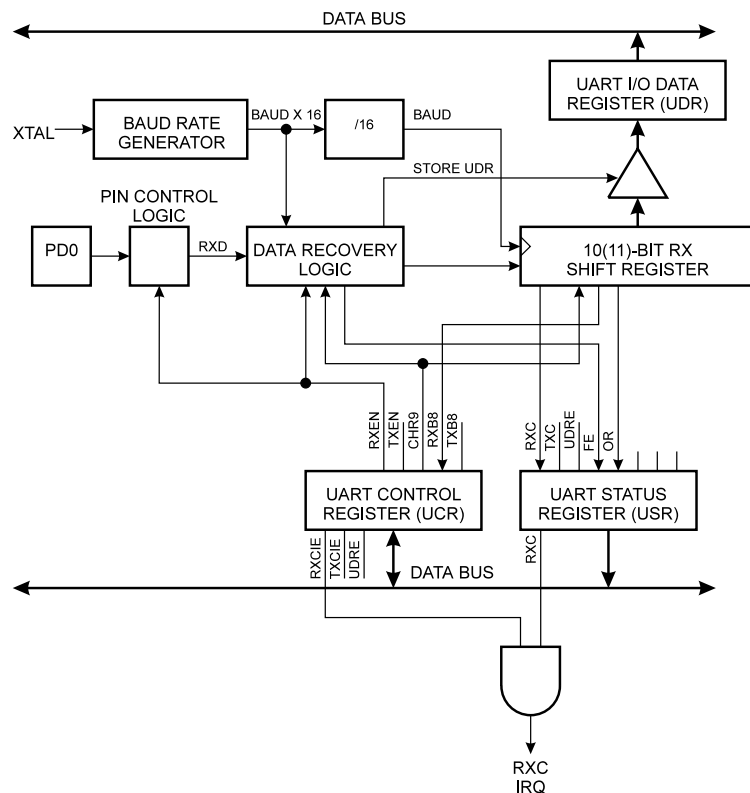 DATA BUS
UART I/O DATA
REGISTER (UDR)
XTAL
BAUD RATE
GENERATOR
BAUD X 16
/16
BAUD
STORE UDR
PIN CONTROL
LOGIC
PD0
RXD
DATA RECOVERY
LOGIC
10(11)-BIT RX
SHIFT REGISTER
RXEN
TXEN
CHR9
RXB8
TXB8
RXC
TXC
UDRE
FE
OR
UART CONTROL
REGISTER (UCR)
UART STATUS
REGISTER (USR)
RXCIE
TXCIE
UDRE
RXC
DATA BUS
RXC
IRQ